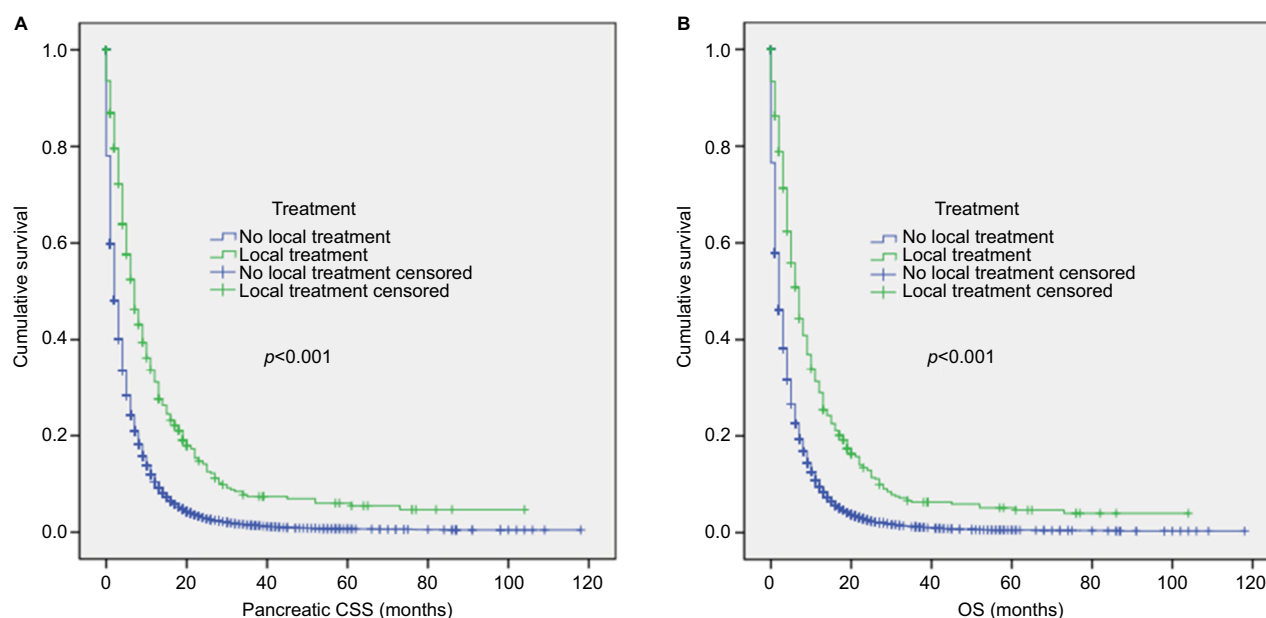 A
1.0
0.8
0.6
0.4
0.2
0.0
Cumulative survival
Treatment
No local treatment
Local treatment
No local treatment censored
Local treatment censored
p<0.001
0 20 40 60 80 100 120
Pancreatic CSS (months)
B
1.0
0.8
0.6
0.4
0.2
0.0
Cumulative survival
Treatment
No local treatment
Local treatment
No local treatment censored
Local treatment censored
p<0.001
0 20 40 60 80 100 120
OS (months)